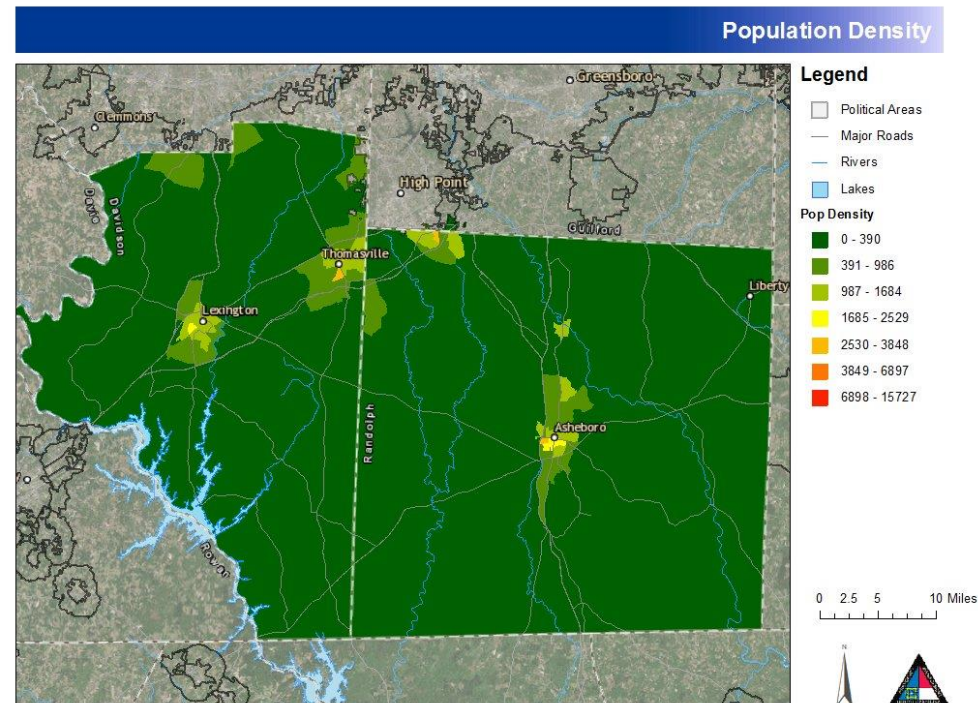 Population Density
Legend
Political Areas
Major Roads
Rivers
Lakes
Pop Density
0 - 390
391 - 986
987 - 1684
1685 - 2529
2530 - 3848
3849 - 6897
6898 - 15727
Greensboro
Clemmons
High Point
Davie
Davidson
Guilford
Thomasville
Liberty
Lexington
Randolph
Asheboro
Rowan
0 2.5 5 10 Miles
N